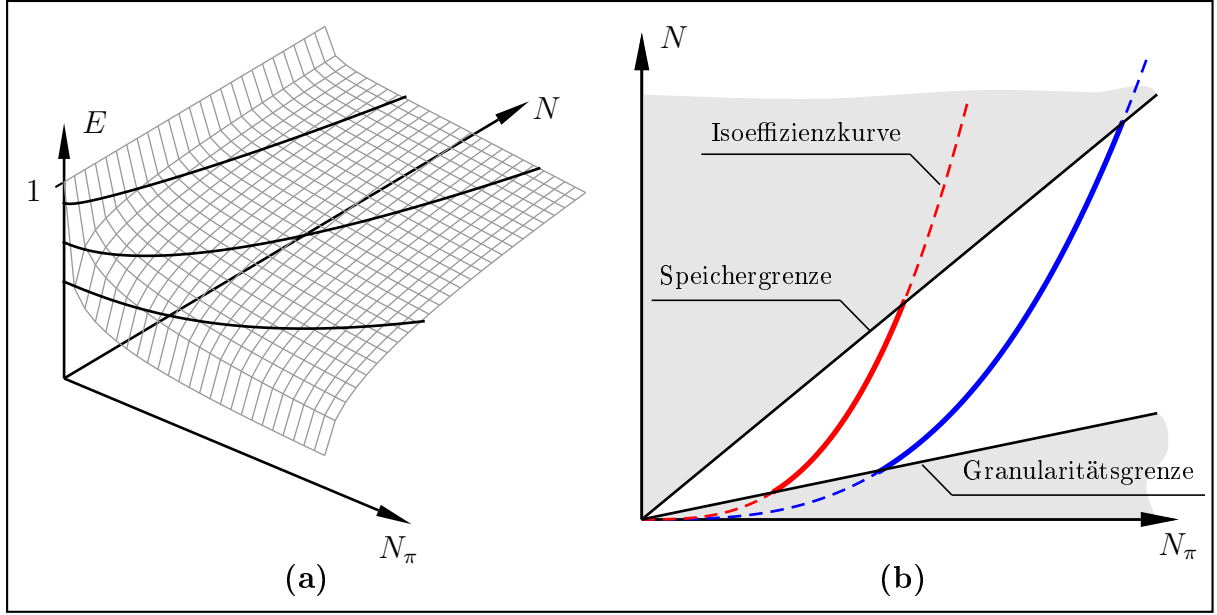 E
1
N
N_π
(a)
N
Isoeffizienzkurve
Speichergrenze
Granularitätsgrenze
N_π
(b)